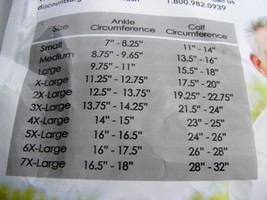 1.800.982.0939
Size Ankle Circumference Calf Circumference
Small 7" - 8.25" 11" - 14"
Medium 8.75" - 9.65" 13.5" - 16"
Large 9.75" - 11" 15.5" - 18"
X-Large 11.25" - 12.75" 17.5" - 20"
2X-Large 12.5" - 13.75" 19.25" - 22.75"
3X-Large 13.75" - 14.25" 21.5" - 24"
4X-Large 14" - 15" 23" - 25"
5X-Large 16" - 16.5" 24" - 26"
6X-Large 16" - 17.5" 26" - 28"
7X-Large 16.5" - 18" 28" - 32"